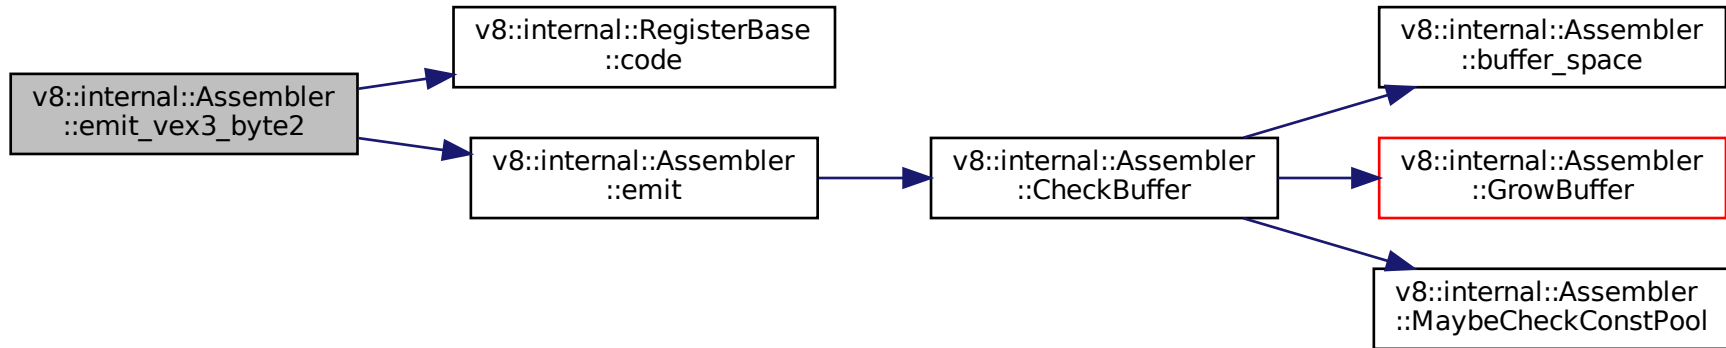 v8::internal::Assembler
::emit_vex3_byte2
v8::internal::RegisterBase
::code
v8::internal::Assembler
::emit
v8::internal::Assembler
::CheckBuffer
v8::internal::Assembler
::buffer_space
v8::internal::Assembler
::GrowBuffer
v8::internal::Assembler
::MaybeCheckConstPool